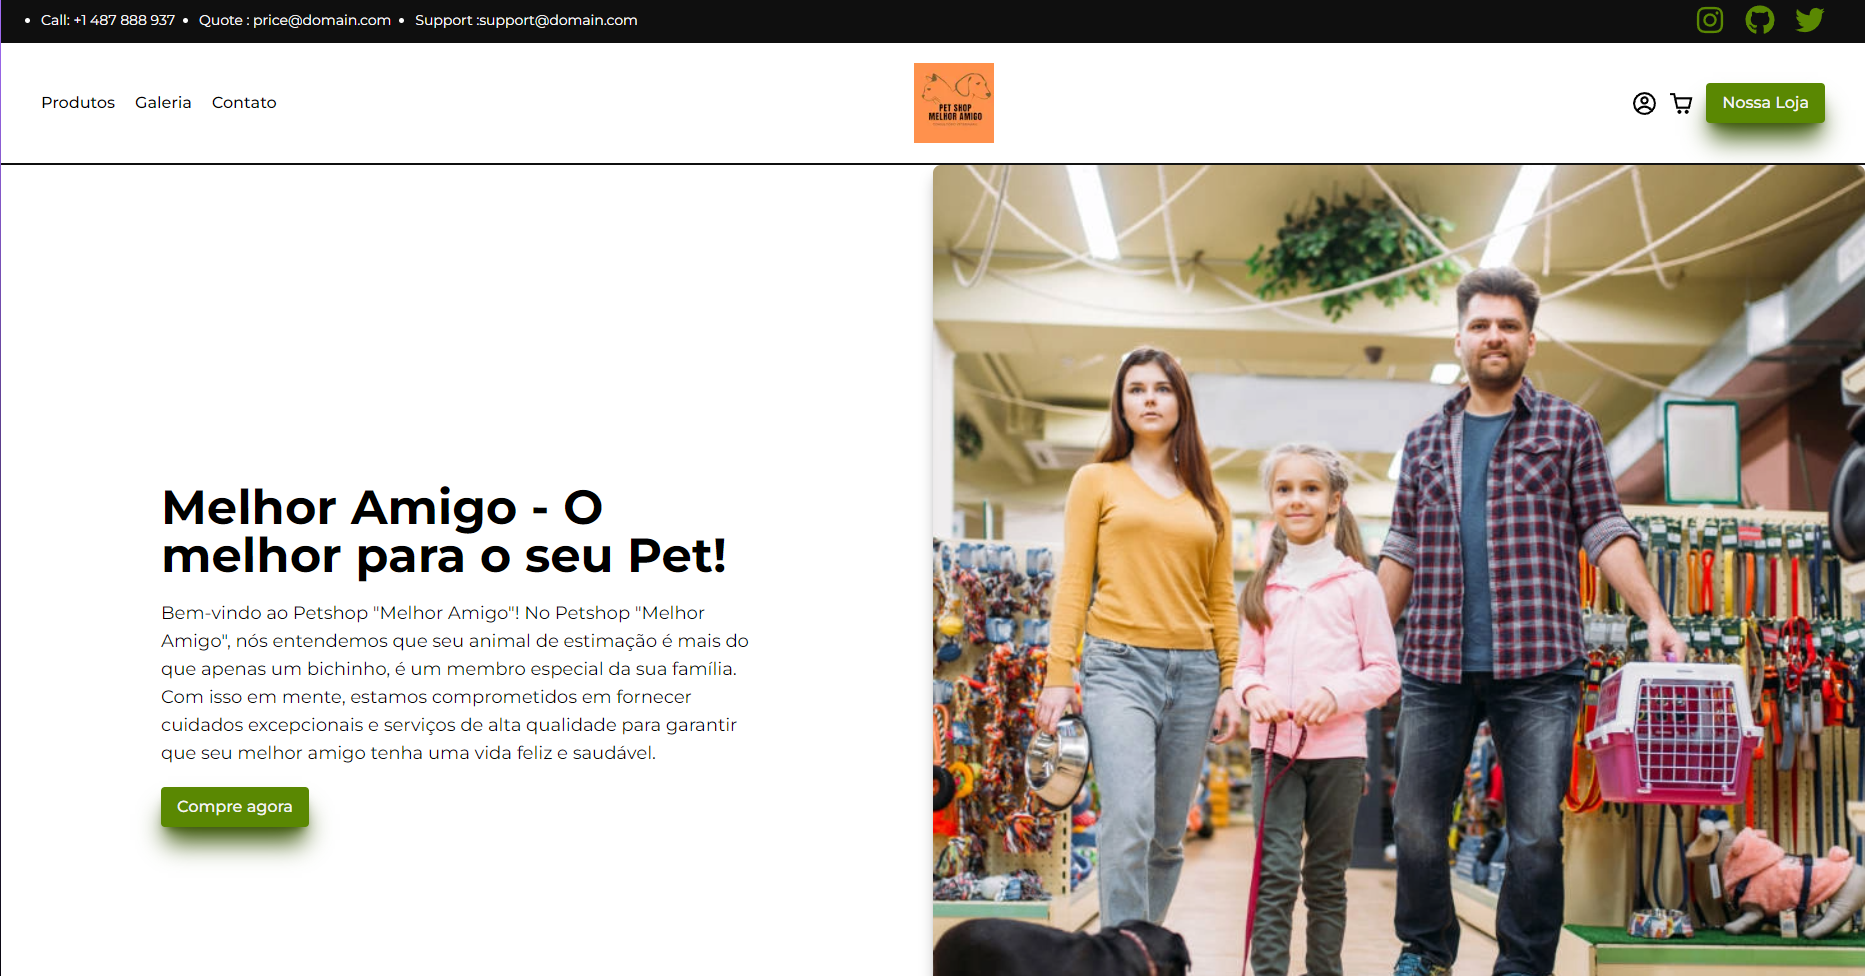 Call: +1 487 888 937
Quote : price@domain.com
Support :support@domain.com
Produtos
Galeria
Contato
PET SHOP
MELHOR AMIGO
Nossa Loja
Melhor Amigo - O
melhor para o seu Pet!
Bem-vindo ao Petshop "Melhor Amigo"! No Petshop "Melhor
Amigo", nós entendemos que seu animal de estimação é mais do
que apenas um bichinho, é um membro especial da sua família.
Com isso em mente, estamos comprometidos em fornecer
cuidados excepcionais e serviços de alta qualidade para garantir
que seu melhor amigo tenha uma vida feliz e saudável.
Compre agora